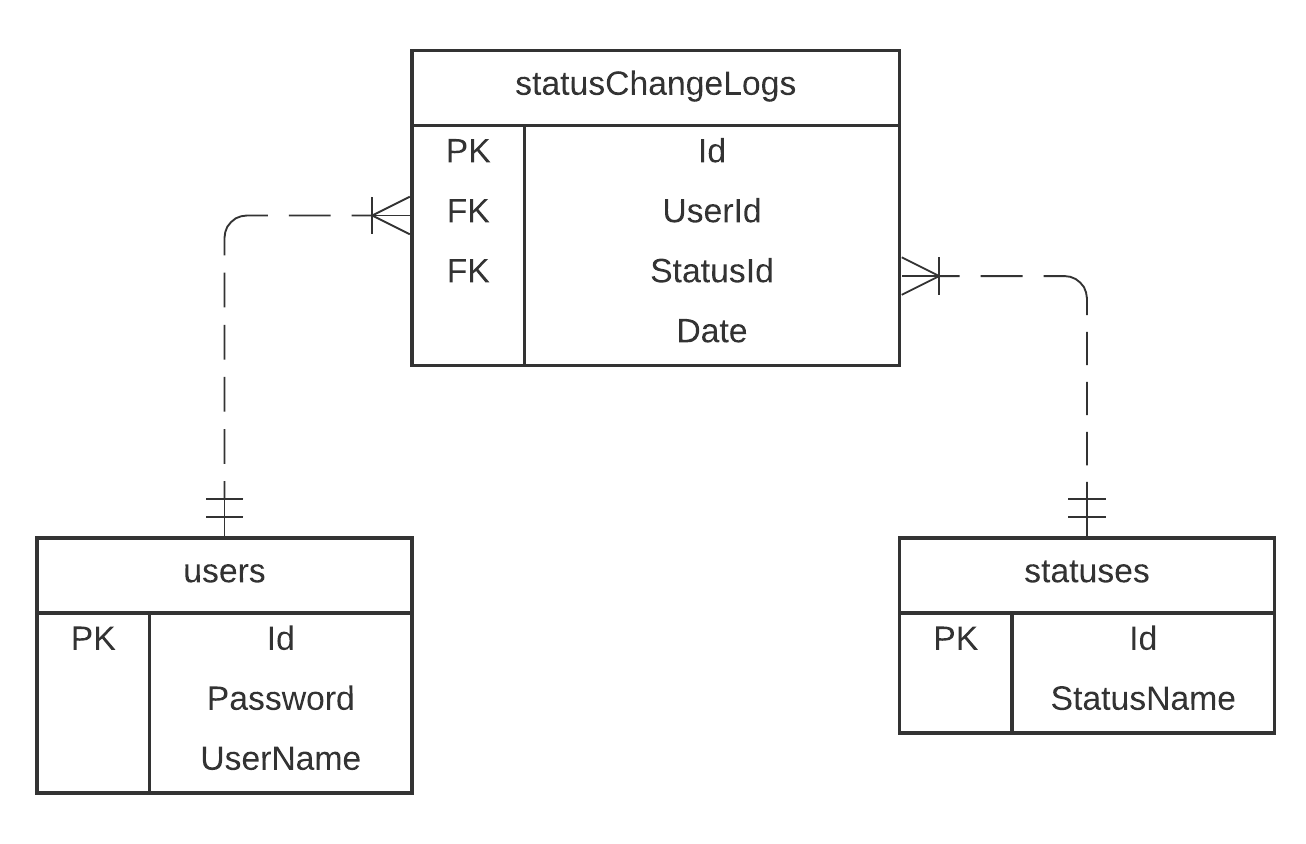 statusChangeLogs
PK Id
FK UserId
FK StatusId
Date
users
PK Id
Password
UserName
statuses
PK Id
StatusName